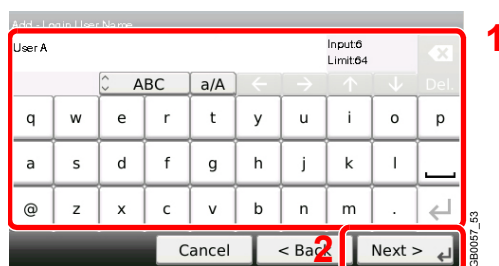 Add - Login User Name
1
User A
Input:6
Limit:64
ABC a/A Del.
q w e r t y u i o p
a s d f g h j k l
@ z x c v b n m .
Cancel < Back 2 Next >
GB0057_53